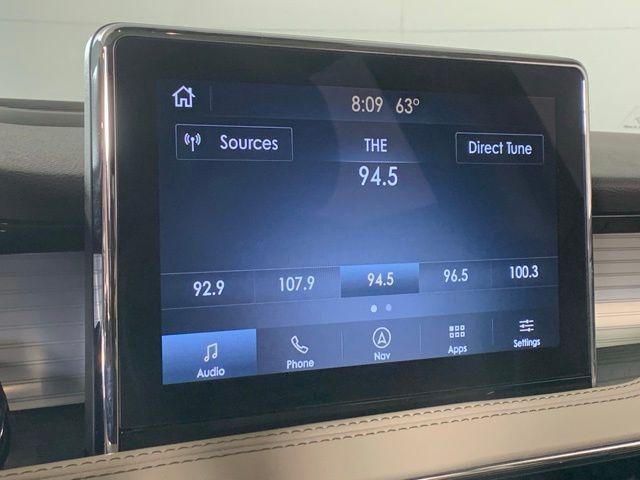 8:09 63°
Sources THE Direct Tune
94.5
92.9 107.9 94.5 96.5 100.3
Audio Phone Nav Apps Settings